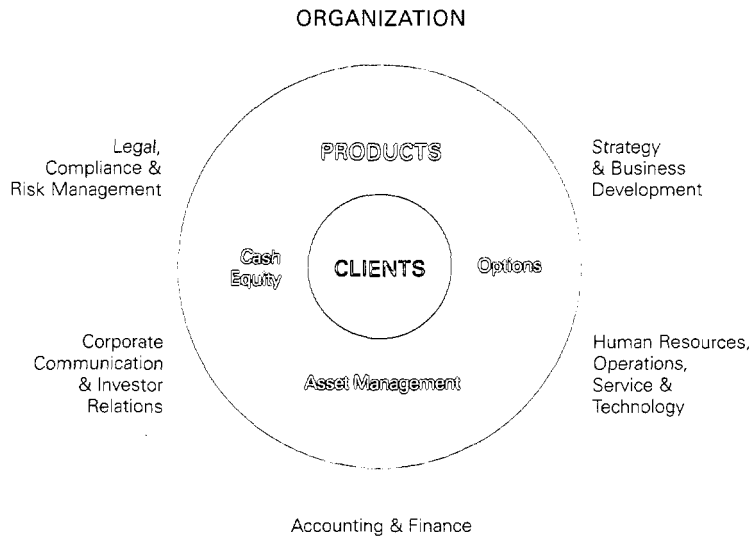 ORGANIZATION
Legal,
Compliance &
Risk Management
PRODUCTS
Strategy
& Business
Development
Cash
Equity
CLIENTS
Options
Corporate
Communication
& Investor
Relations
Asset Management
Human Resources,
Operations,
Service &
Technology
Accounting & Finance